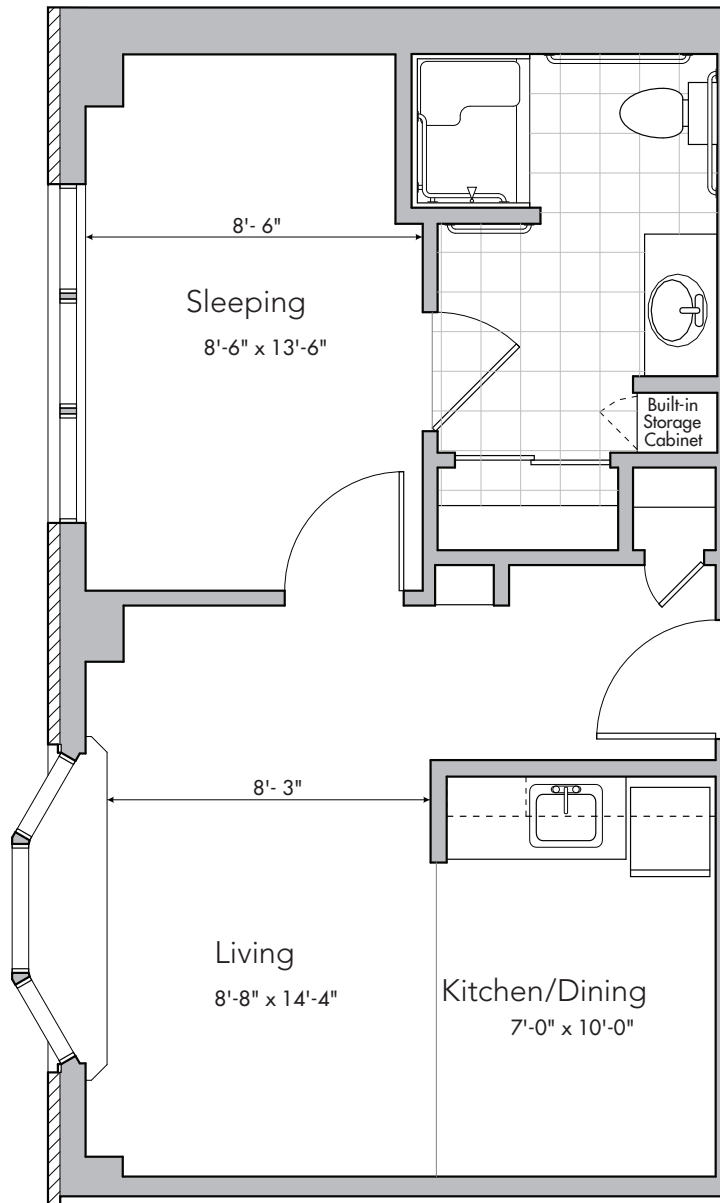 8'- 6"
Sleeping
8'-6" x 13'-6"
Built-in
Storage
Cabinet
8'- 3"
Living
8'-8" x 14'-4"
Kitchen/Dining
7'-0" x 10'-0"